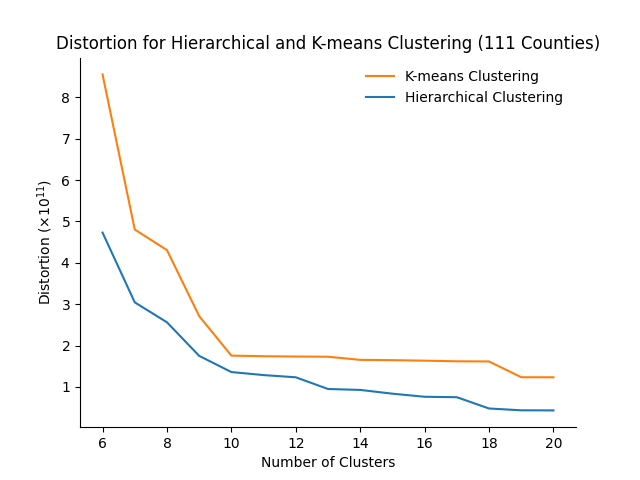 Distortion for Hierarchical and K-means Clustering (111 Counties)
K-means Clustering
Hierarchical Clustering
Distortion (×10¹¹)
8
7
6
5
4
3
2
1
6 8 10 12 14 16 18 20
Number of Clusters